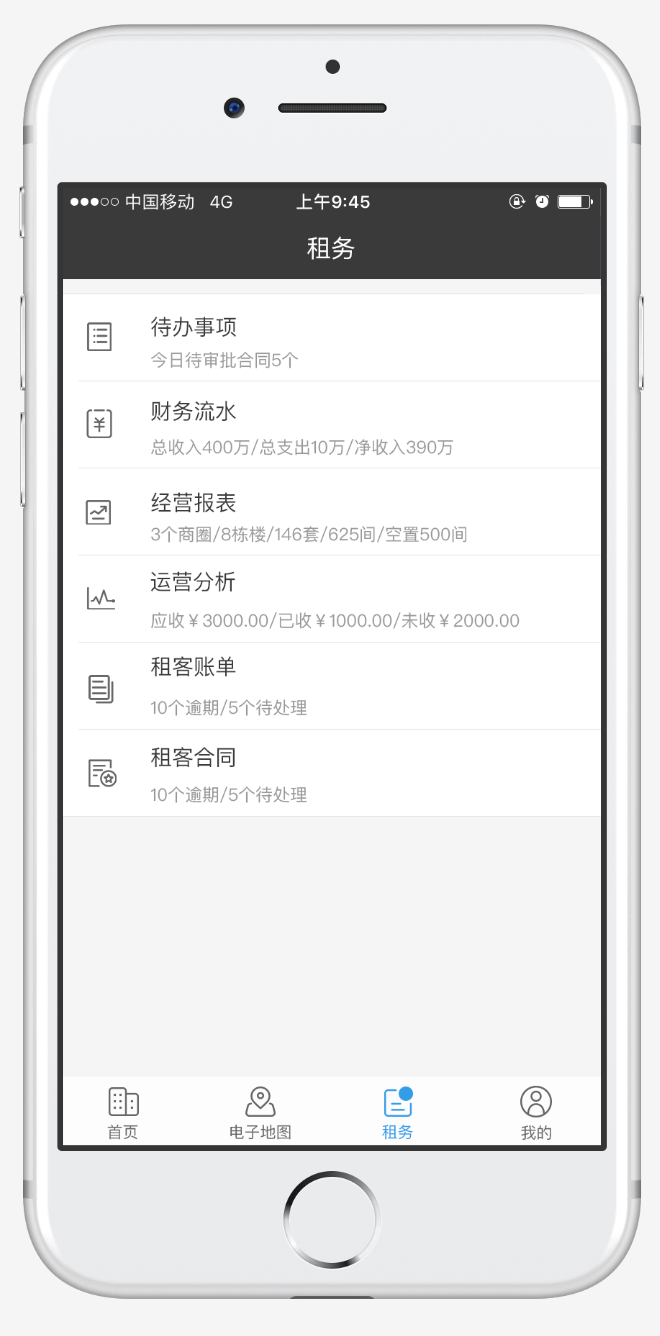 中国移动 4G 上午9:45
租务
待办事项
今日待审批合同5个
财务流水
总收入400万/总支出10万/净收入390万
经营报表
3个商圈/8栋楼/146套/625间/空置500间
运营分析
应收￥3000.00/已收￥1000.00/未收￥2000.00
租客账单
10个逾期/5个待处理
租客合同
10个逾期/5个待处理
首页 电子地图 租务 我的